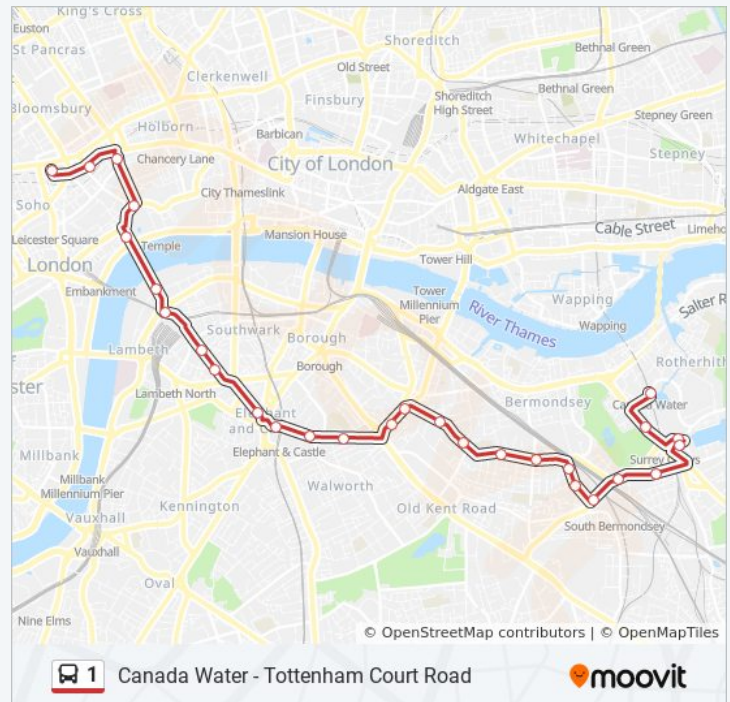 King's Cross
Euston
St Pancras
Shoreditch
Bethnal Green
Old Street
Clerkenwell
Bethnal Green
Finsbury
Shoreditch
High Street
Bloomsbury
Stepney Green
Holborn
Barbican
Whitechapel
Chancery Lane
City of London
Stepney
City Thameslink
Aldgate East
Soho
Leicester Square
Temple
Mansion House
Cable Street
Limeho
London
Tower Hill
Embankment
Tower
Millennium
Pier
Wapping
River Thames
Salter R
Southwark
Borough
Wapping
Lambeth
Rotherhith
ster
Borough
Lambeth North
Bermondsey
Canada Water
Elephant
and C
Elephant & Castle
Millbank
Surrey
Millbank
Millennium Pier
Walworth
Kennington
Old Kent Road
Vauxhall
South Bermondsey
Vauxhall
Oval
Nine Elms
© OpenStreetMap contributors | © OpenMapTiles
1 Canada Water - Tottenham Court Road
moovit